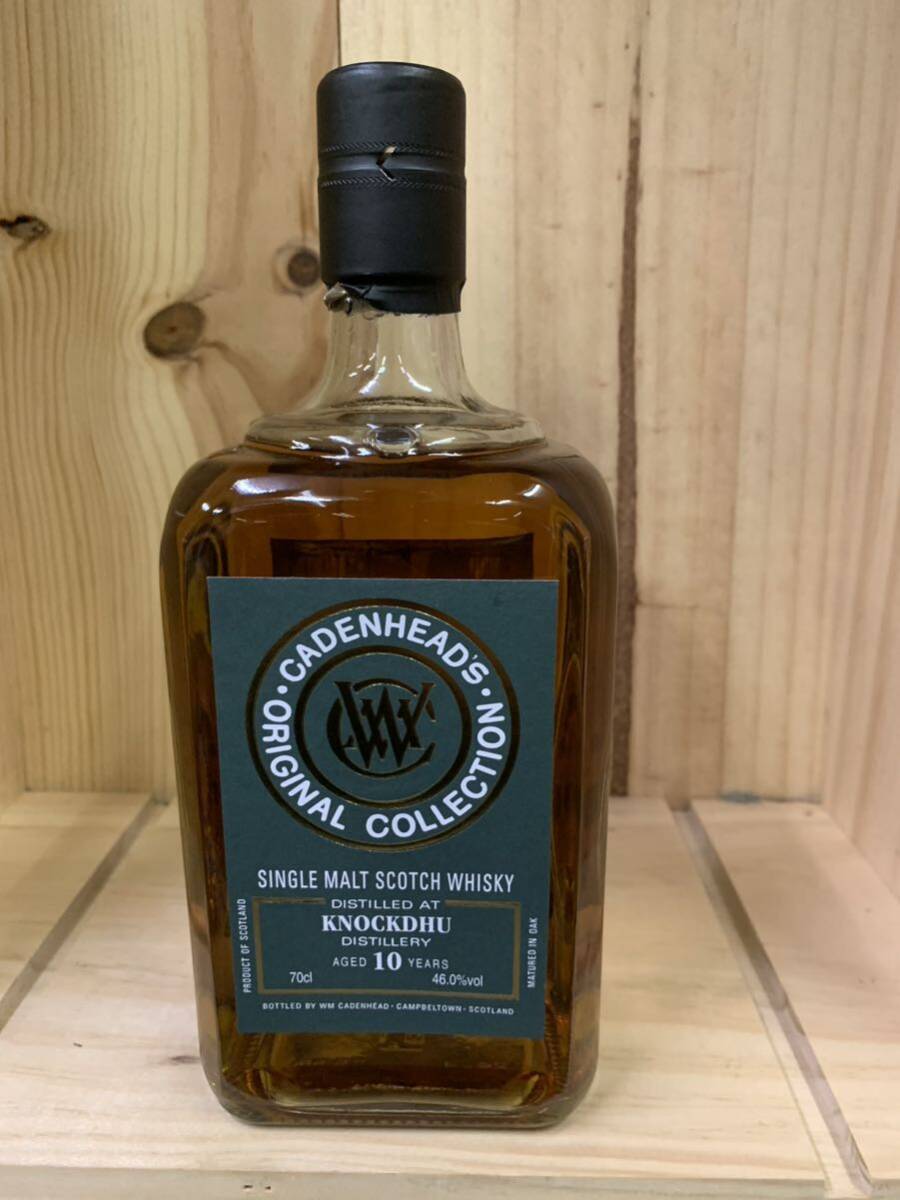 ·CADENHEAD'S·
ORIGINAL COLLECTION
WC
SINGLE MALT SCOTCH WHISKY
DISTILLED AT
KNOCKDHU
DISTILLERY
AGED 10 YEARS
70cl 46.0%vol
PRODUCT OF SCOTLAND
MATURED IN OAK
BOTTLED BY WM CADENHEAD · CAMPBELTOWN - SCOTLAND